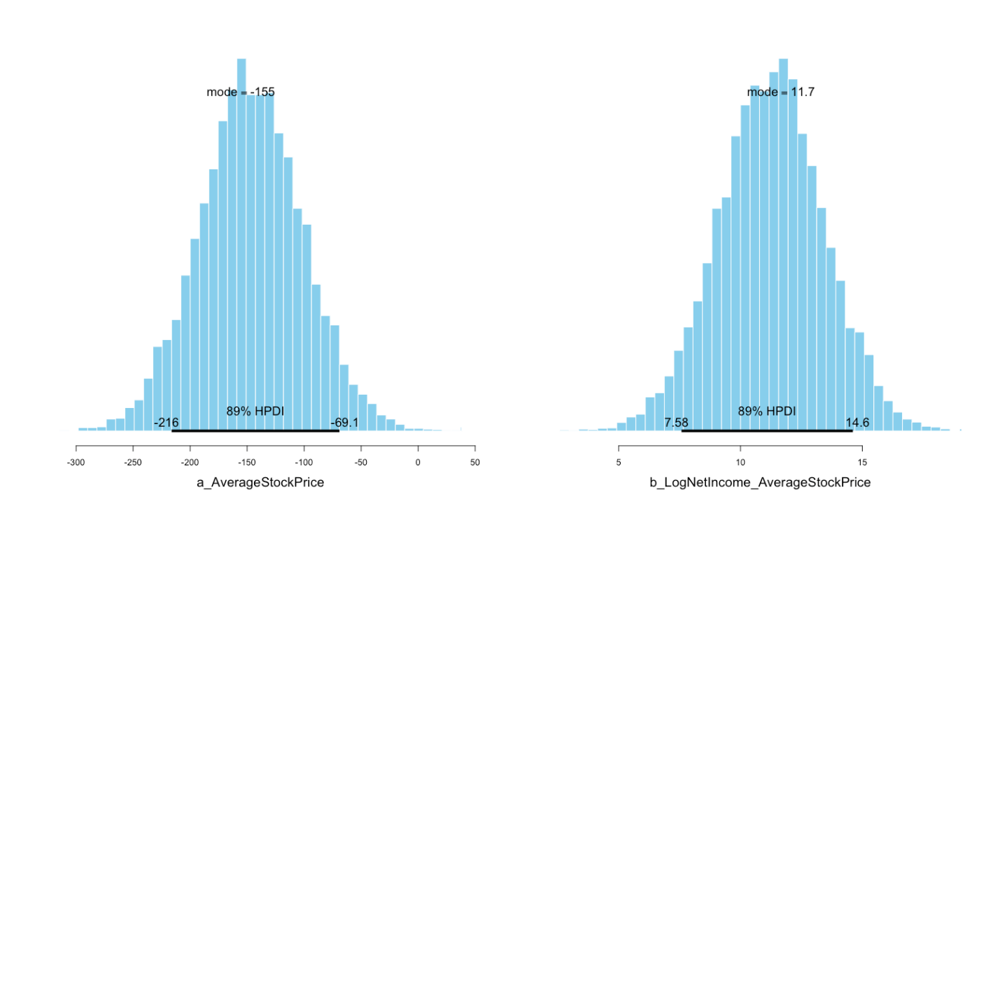 mode = -155
89% HPDI
-216 -69.1
-300 -250 -200 -150 -100 -50 0 50
a_AverageStockPrice
mode = 11.7
89% HPDI
7.58 14.6
5 10 15
b_LogNetIncome_AverageStockPrice